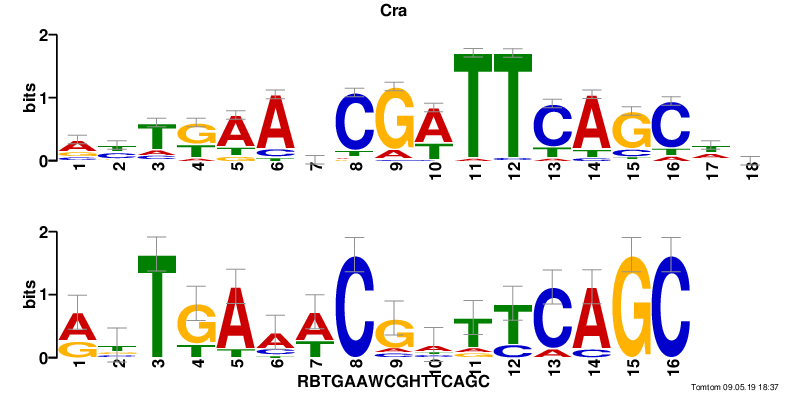 Cra
2
1
0
bits
1 2 3 4 5 6 7 8 9 10 11 12 13 14 15 16 17 18
2
1
0
bits
1 2 3 4 5 6 7 8 9 10 11 12 13 14 15 16
RBTGAAWCGHTTCAGC
Tomtom 09.05.19 18:37